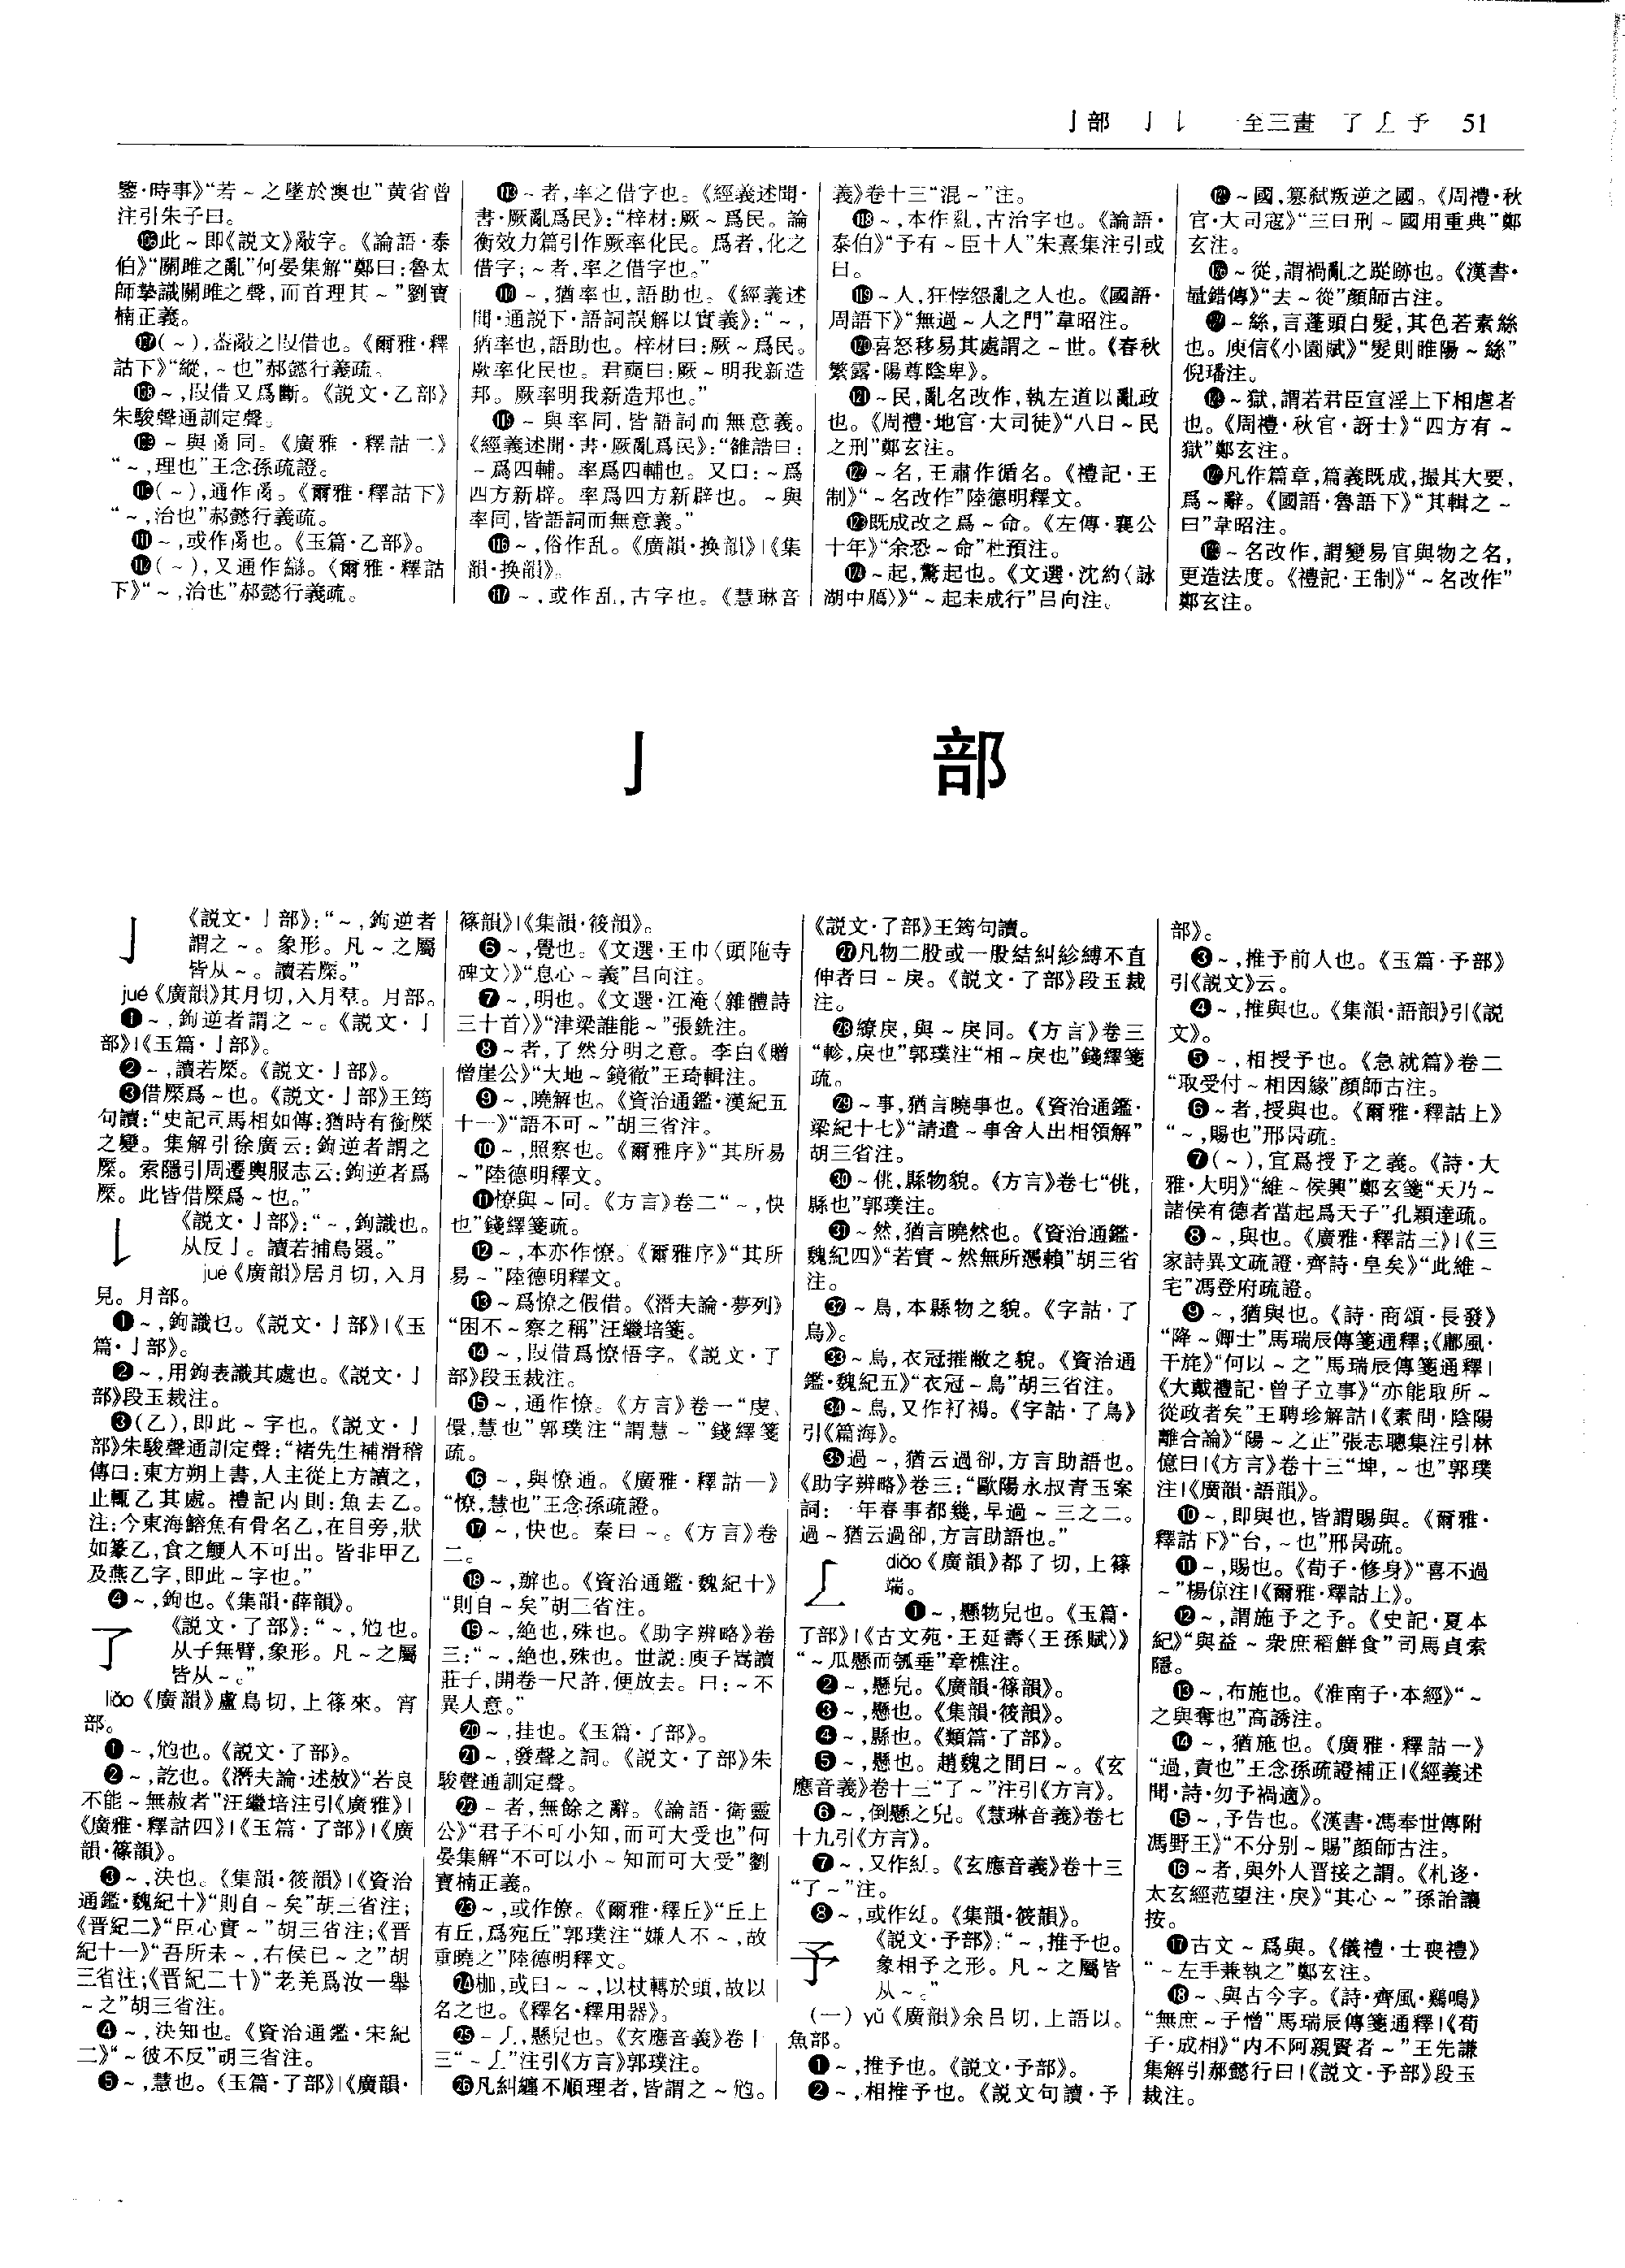 亅部 亅 𠄌 一至三畫 了 𠄏 予 51
鑒·時事》“若～之墜於澳也”黄省曾
注引朱子曰。
106此～即《説文》敵字。《論語·泰
伯》“關雎之亂”何晏集解“鄭曰:魯太
師摯識關雎之聲,而首理其～”劉寶
楠正義。
107(～),葢敵之叚借也。《爾雅·釋
詁下》“縱,～也”郝懿行義疏。
108～,叚借又爲斷。《説文·乙部》
朱駿聲通訓定聲。
109～與𤔔同。《廣雅·釋詁二》
“～,理也”王念孫疏證。
110(～),通作𤔔。《爾雅·釋詁下》
“～,治也”郝懿行義疏。
111～,或作𤔔也。《玉篇·乙部》。
112(～),又通作䜌。《爾雅·釋詁
下》“～,治也”郝懿行義疏。
113～者,率之借字也。《經義述聞·
書·厥亂爲民》:“梓材:厥～爲民。論
衡效力篇引作厥率化民。爲者,化之
借字;～者,率之借字也。”
114～,猶率也,語助也。《經義述
聞·通説下·語詞誤解以實義》:“～,
猶率也,語助也。梓材曰:厥～爲民。
厥率化民也。君奭曰:厥～明我新造
邦。厥率明我新造邦也。”
115～與率同,皆語詞而無意義。
《經義述聞·書·厥亂爲民》:“雒誥曰:
～爲四輔。率爲四輔也。又曰:～爲
四方新辟。率爲四方新辟也。～與
率同,皆語詞而無意義。”
116～,俗作乱。《廣韻·换韻》|《集
韻·换韻》。
117～,或作乱,古字也。《慧琳音
義》卷十三“混～”注。
118～,本作乿,古治字也。《論語·
泰伯》“予有～臣十人”朱熹集注引或
曰。
119～人,狂悖怨亂之人也。《國語·
周語下》“無過～人之門”韋昭注。
120喜怒移易其處謂之～世。《春秋
繁露·陽尊陰卑》。
121～民,亂名改作,執左道以亂政
也。《周禮·地官·大司徒》“八曰～民
之刑”鄭玄注。
122～名,王肅作循名。《禮記·王
制》“～名改作”陸德明釋文。
123既成改之爲～命。《左傳·襄公
十年》“余恐～命”杜預注。
124～起,驚起也。《文選·沈約〈詠
湖中鴈〉》“～起未成行”吕向注。
125～國,篡弑叛逆之國。《周禮·秋
官·大司寇》“三曰刑～國用重典”鄭
玄注。
126～從,謂禍亂之蹤跡也。《漢書·
鼂錯傳》“去～從”顔師古注。
127～絲,言蓬頭白髮,其色若素絲
也。庾信《小園賦》“髮則睢陽～絲”
倪璠注。
128～獄,謂若君臣宣淫上下相虐者
也。《周禮·秋官·訝士》“四方有～
獄”鄭玄注。
129凡作篇章,篇義既成,撮其大要,
爲～辭。《國語·魯語下》“其輯之～
曰”韋昭注。
130～名改作,謂變易官與物之名,
更造法度。《禮記·王制》“～名改作”
鄭玄注。
亅 部
亅
《説文·亅部》:“～,鉤逆者
謂之～。象形。凡～之屬
皆从～。讀若橜。”
jué《廣韻》其月切,入月羣。月部。
❶～,鉤逆者謂之～。《説文·亅
部》|《玉篇·亅部》。
❷～,讀若橜。《説文·亅部》。
❸借橜爲～也。《説文·亅部》王筠
句讀:“史記司馬相如傳:猶時有銜橜
之變。集解引徐廣云:鉤逆者謂之
橜。索隱引周遷輿服志云:鉤逆者爲
橜。此皆借橜爲～也。”
𠄌
《説文·亅部》:“～,鉤識也。
从反亅。讀若捕鳥罬。”
jué《廣韻》居月切,入月
見。月部。
❶～,鉤識也。《説文·亅部》|《玉
篇·亅部》。
❷～,用鉤表識其處也。《説文·亅
部》段玉裁注。
❸(乙),即此～字也。《説文·亅
部》朱駿聲通訓定聲:“褚先生補滑稽
傳曰:東方朔上書,人主從上方讀之,
止輒乙其處。禮記内則:魚去乙。
注:今東海鰫魚有骨名乙,在目旁,狀
如篆乙,食之鯁人不可出。皆非甲乙
及燕乙字,即此～字也。”
❹～,鉤也。《集韻·薛韻》。
了
《説文·了部》:“～,尥也。
从子無臂,象形。凡～之屬
皆从～。”
liǎo《廣韻》盧鳥切,上篠來。宵
部。
❶～,尥也。《説文·了部》。
❷～,訖也。《潛夫論·述赦》“若良
不能～無赦者”汪繼培注引《廣雅》|
《廣雅·釋詁四》|《玉篇·了部》|《廣
韻·篠韻》。
❸～,決也。《集韻·筱韻》|《資治
通鑑·魏紀十》“則自～矣”胡三省注;
《晋紀二》“臣心實～”胡三省注;《晋
紀十一》“吾所未～,右侯已～之”胡
三省注;《晋紀二十》“老羌爲汝一舉
～之”胡三省注。
❹～,決知也。《資治通鑑·宋紀
二》“～彼不反”胡三省注。
❺～,慧也。《玉篇·了部》|《廣韻·
篠韻》|《集韻·筱韻》。
❻～,覺也。《文選·王巾〈頭陁寺
碑文〉》“息心～義”吕向注。
❼～,明也。《文選·江淹〈雜體詩
三十首〉》“津梁誰能～”張銑注。
❽～者,了然分明之意。李白《贈
僧崖公》“大地～鏡徹”王琦輯注。
❾～,曉解也。《資治通鑑·漢紀五
十一》“語不可～”胡三省注。
❿～,照察也。《爾雅序》“其所易
～”陸德明釋文。
⓫憭與～同。《方言》卷二“～,快
也”錢繹箋疏。
⓬～,本亦作憭。《爾雅序》“其所
易～”陸德明釋文。
⓭～爲憭之假借。《潛夫論·夢列》
“困不～察之稱”汪繼培箋。
⓮～,叚借爲憭悟字。《説文·了
部》段玉裁注。
⓯～,通作憭。《方言》卷一“虔、
儇,慧也”郭璞注“謂慧～”錢繹箋
疏。
⓰～,與憭通。《廣雅·釋詁一》
“憭,慧也”王念孫疏證。
⓱～,快也。秦曰～。《方言》卷
二。
⓲～,辦也。《資治通鑑·魏紀十》
“則自～矣”胡三省注。
⓳～,絶也,殊也。《助字辨略》卷
三:“～,絶也,殊也。世説:庾子嵩讀
莊子,開卷一尺許,便放去。曰:～不
異人意。”
⓴～,挂也。《玉篇·了部》。
㉑～,發聲之詞。《説文·了部》朱
駿聲通訓定聲。
㉒～者,無餘之辭。《論語·衛靈
公》“君子不可小知,而可大受也”何
晏集解“不可以小～知而可大受”劉
寶楠正義。
㉓～,或作僚。《爾雅·釋丘》“丘上
有丘,爲宛丘”郭璞注“嫌人不～,故
重曉之”陸德明釋文。
㉔枷,或曰～～,以杖轉於頭,故以
名之也。《釋名·釋用器》。
㉕～𠄏,懸皃也。《玄應音義》卷十
三“～𠄏”注引《方言》郭璞注。
㉖凡糾纏不順理者,皆謂之～尥。
《説文·了部》王筠句讀。
㉗凡物二股或一股結糾紾縛不直
伸者曰～戾。《説文·了部》段玉裁
注。
㉘繚戾,與～戾同。《方言》卷三
“軫,戾也”郭璞注“相～戾也”錢繹箋
疏。
㉙～事,猶言曉事也。《資治通鑑·
梁紀十七》“請遣～事舍人出相領解”
胡三省注。
㉚～佻,縣物貌。《方言》卷七“佻,
縣也”郭璞注。
㉛～然,猶言曉然也。《資治通鑑·
魏紀四》“若實～然無所憑賴”胡三省
注。
㉜～鳥,本縣物之貌。《字詁·了
鳥》。
㉝～鳥,衣冠摧敝之貌。《資治通
鑑·魏紀五》“衣冠～鳥”胡三省注。
㉞～鳥,又作衧褐。《字詁·了鳥》
引《篇海》。
㉟過～,猶云過卻,方言助語也。
《助字辨略》卷三:“歐陽永叔青玉案
詞:一年春事都幾,早過～三之二。
過～猶云過卻,方言助語也。”
𠄏
diǎo《廣韻》都了切,上篠
端。
❶～,懸物皃也。《玉篇·
了部》|《古文苑·王延壽〈王孫賦〉》
“～瓜懸而瓠垂”章樵注。
❷～,懸皃。《廣韻·篠韻》。
❸～,懸也。《集韻·筱韻》。
❹～,縣也。《類篇·了部》。
❺～,懸也。趙魏之間曰～。《玄
應音義》卷十三“了～”注引《方言》。
❻～,倒懸之皃。《慧琳音義》卷七
十九引《方言》。
❼～,又作𠃉。《玄應音義》卷十三
“了～”注。
❽～,或作。《集韻·筱韻》。
予
《説文·予部》:“～,推予也。
象相予之形。凡～之屬皆
从～。”
(一) yǔ《廣韻》余吕切,上語以。
魚部。
❶～,推予也。《説文·予部》。
❷～,相推予也。《説文句讀·予
部》。
❸～,推予前人也。《玉篇·予部》
引《説文》云。
❹～,推與也。《集韻·語韻》引《説
文》。
❺～,相授予也。《急就篇》卷二
“取受付～相因緣”顔師古注。
❻～者,授與也。《爾雅·釋詁上》
“～,賜也”邢昺疏。
❼(～),宜爲授予之義。《詩·大
雅·大明》“維～侯興”鄭玄箋“天乃～
諸侯有德者當起爲天子”孔穎達疏。
❽～,與也。《廣雅·釋詁三》|《三
家詩異文疏證·齊詩·皇矣》“此維～
宅”馮登府疏證。
❾～,猶與也。《詩·商頌·長發》
“降～卿士”馬瑞辰傳箋通釋;《鄘風·
干旄》“何以～之”馬瑞辰傳箋通釋|
《大戴禮記·曾子立事》“亦能取所～
從政者矣”王聘珍解詁|《素問·陰陽
離合論》“陽～之正”張志聰集注引林
億曰|《方言》卷十三“埤,～也”郭璞
注|《廣韻·語韻》。
❿～,即與也,皆謂賜與。《爾雅·
釋詁下》“台,～也”邢昺疏。
⓫～,賜也。《荀子·修身》“喜不過
～”楊倞注|《爾雅·釋詁上》。
⓬～,謂施予之予。《史記·夏本
紀》“與益～衆庶稻鮮食”司馬貞索
隱。
⓭～,布施也。《淮南子·本經》“～
之與奪也”高誘注。
⓮～,猶施也。《廣雅·釋詁一》
“過,責也”王念孫疏證補正|《經義述
聞·詩·勿予禍適》。
⓯～,予告也。《漢書·馮奉世傳附
馮野王》“不分别～賜”顔師古注。
⓰～者,與外人晋接之謂。《札迻·
太玄經范望注·戾》“其心～”孫詒讓
按。
⓱古文～爲與。《儀禮·士喪禮》
“～左手兼執之”鄭玄注。
⓲～、與古今字。《詩·齊風·鷄鳴》
“無庶～子憎”馬瑞辰傳箋通釋|《荀
子·成相》“内不阿親賢者～”王先謙
集解引郝懿行曰|《説文·予部》段玉
裁注。